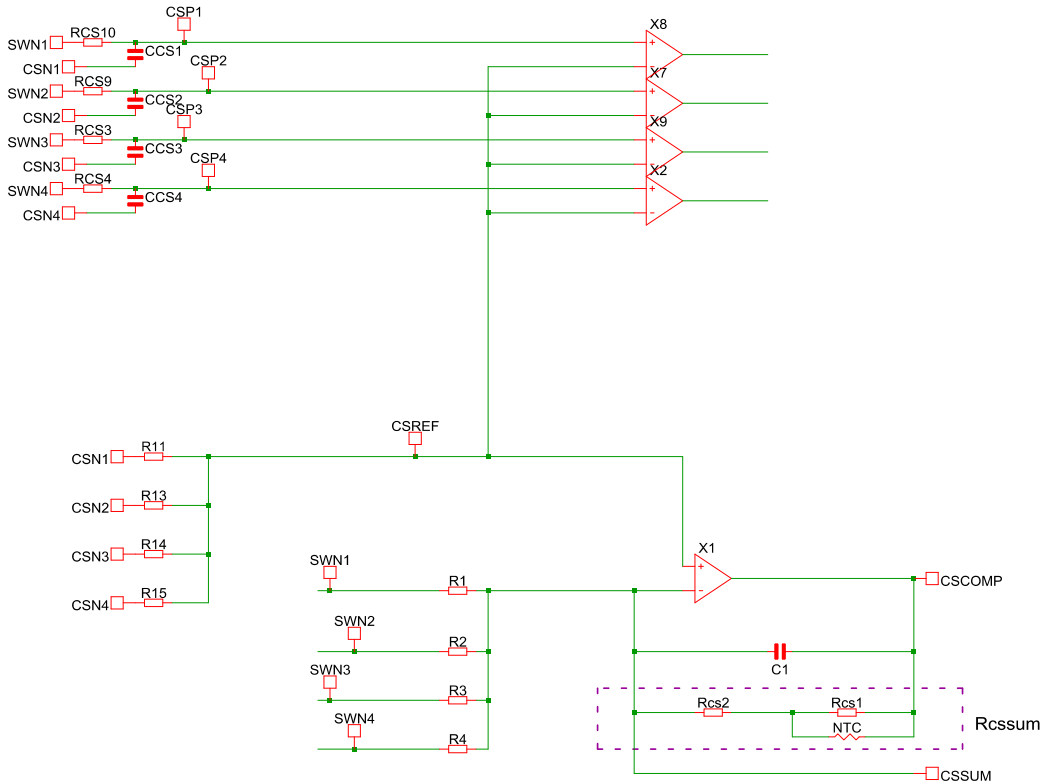 CSP1
X8
RCS10
SWN1
CCS1
+
CSP2
CSN1
-
X7
RCS9
SWN2
CCS2
+
CSP3
CSN2
-
X9
RCS3
SWN3
CCS3
+
CSP4
CSN3
-
X2
RCS4
SWN4
CCS4
+
CSN4
-
CSREF
R11
CSN1
R13
CSN2
R14
CSN3
X1
SWN1
+
R15
R1
CSCOMP
CSN4
-
SWN2
R2
C1
SWN3
R3
Rcs2
Rcs1
SWN4
NTC
Rcssum
R4
CSSUM